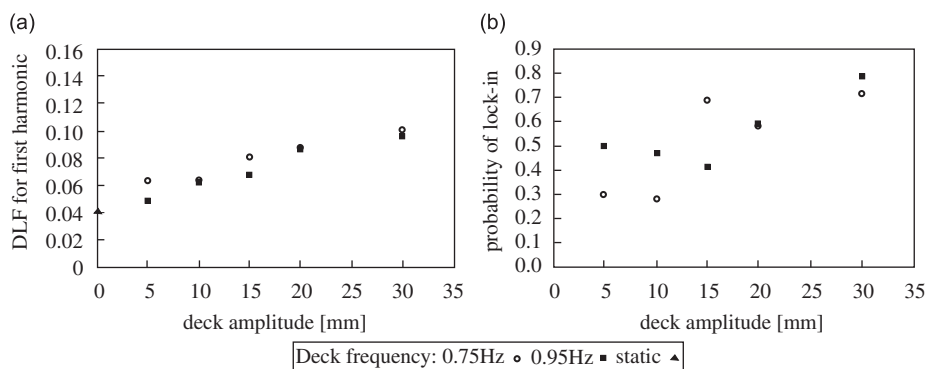 (a)
0.16
0.14
0.12
0.10
0.08
0.06
0.04
0.02
0
DLF for first harmonic
0 5 10 15 20 25 30 35
deck amplitude [mm]
(b)
0.9
0.8
0.7
0.6
0.5
0.4
0.3
0.2
0.1
0.0
probability of lock-in
0 5 10 15 20 25 30 35
deck amplitude [mm]
Deck frequency: 0.75Hz 0.95Hz static